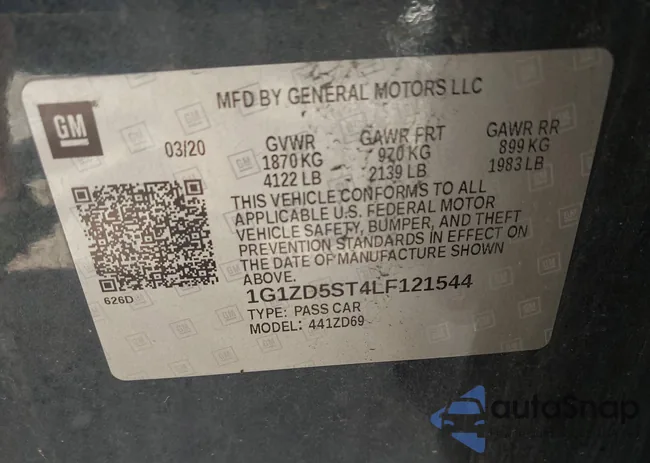 MFD BY GENERAL MOTORS LLC
GM
03/20
GVWR GAWR FRT GAWR RR
1870 KG 970 KG 899 KG
4122 LB 2139 LB 1983 LB
THIS VEHICLE CONFORMS TO ALL
APPLICABLE U.S. FEDERAL MOTOR
VEHICLE SAFETY, BUMPER, AND THEFT
PREVENTION STANDARDS IN EFFECT ON
THE DATE OF MANUFACTURE SHOWN
ABOVE.
626D
1G1ZD5ST4LF121544
TYPE: PASS CAR
MODEL: 441ZD69
autoSnap